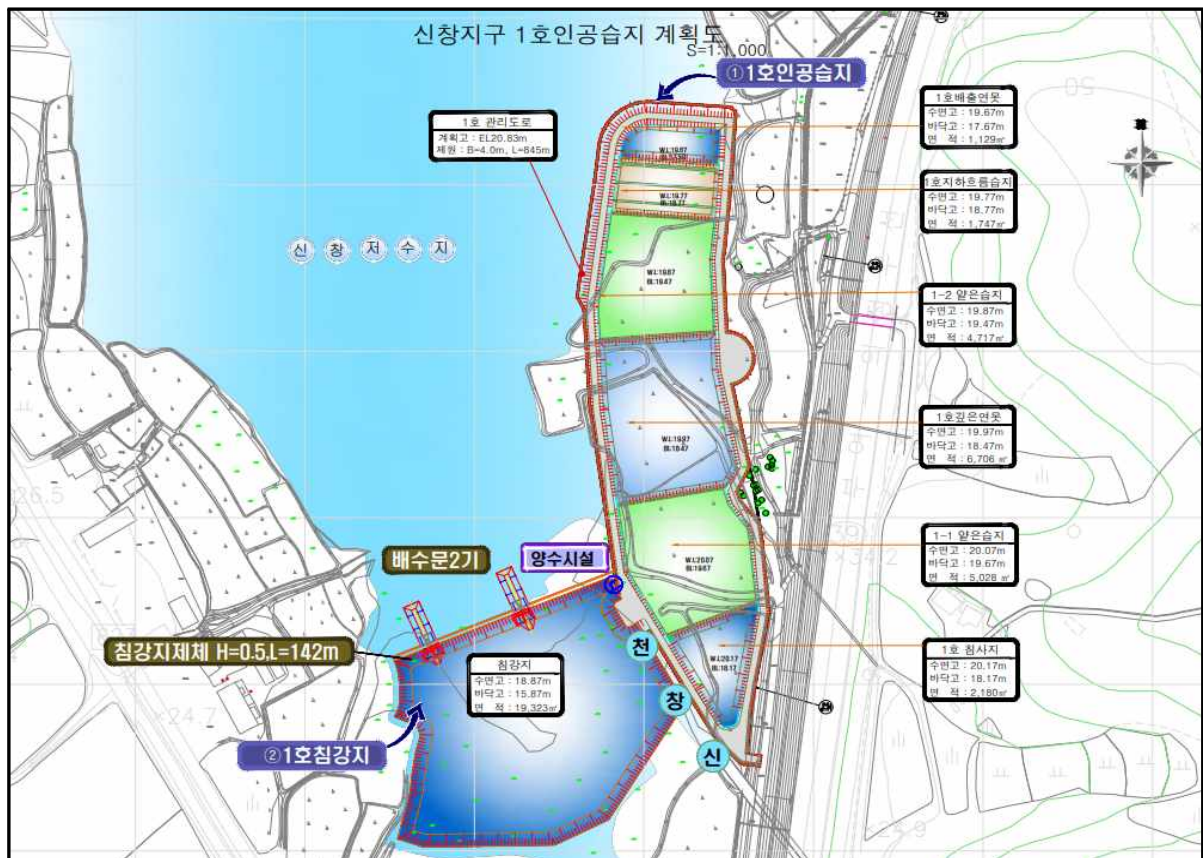 신창지구 1호인공습지 계획도
S=1:1,000
①1호인공습지
1호 관리도로
계획고 : EL20.83m
제원 : B=4.0m, L=845m
신 창 저 수 지
1호배출연못
수면고 : 19.67m
바닥고 : 17.67m
면 적 : 1,129㎡
1호지하흐름습지
수면고 : 19.77m
바닥고 : 18.77m
면 적 : 1,747㎡
1-2 얕은습지
수면고 : 19.87m
바닥고 : 19.47m
면 적 : 4,717㎡
1호깊은연못
수면고 : 19.97m
바닥고 : 18.47m
면 적 : 6,706 ㎡
1-1 얕은습지
수면고 : 20.07m
바닥고 : 19.67m
면 적 : 5,028 ㎡
1호 침사지
수면고 : 20.17m
바닥고 : 18.17m
면 적 : 2,180㎡
배수문2기
양수시설
침강지제체 H=0.5,L=142m
침강지
수면고 : 18.87m
바닥고 : 15.87m
면 적 : 19,323㎡
②1호침강지
천
창
신
50
26.5
×24.7